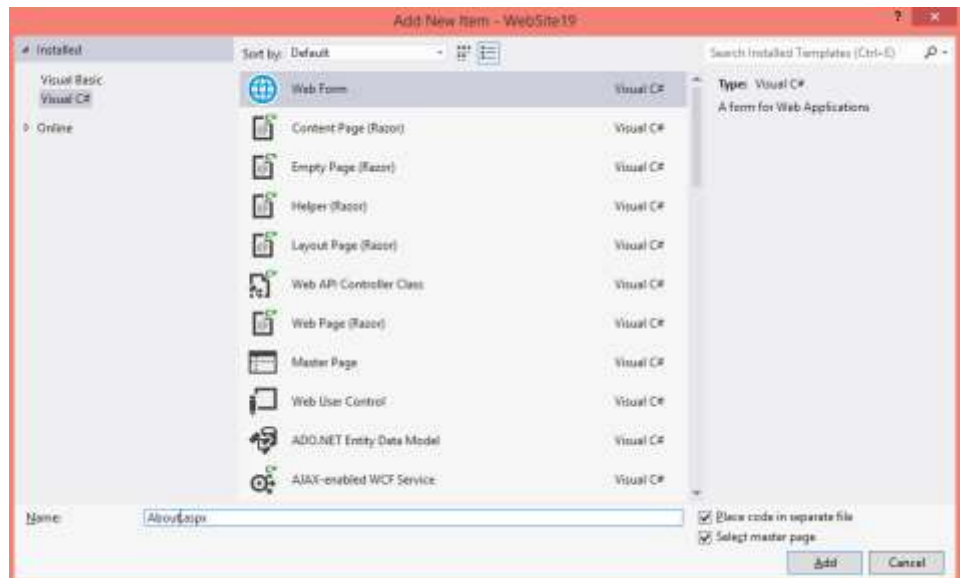 Add New Item - WebSite19
?
Installed
Sort by: Default
Search Installed Templates (Ctrl+E)
Visual Basic
Visual C#
Online
Web Form Visual C#
Content Page (Razor) Visual C#
Empty Page (Razor) Visual C#
Helper (Razor) Visual C#
Layout Page (Razor) Visual C#
Web API Controller Class Visual C#
Web Page (Razor) Visual C#
Master Page Visual C#
Web User Control Visual C#
ADO.NET Entity Data Model Visual C#
AJAX-enabled WCF Service Visual C#
Type: Visual C#
A form for Web Applications
Name: About.aspx
Place code in separate file
Select master page
Add Cancel